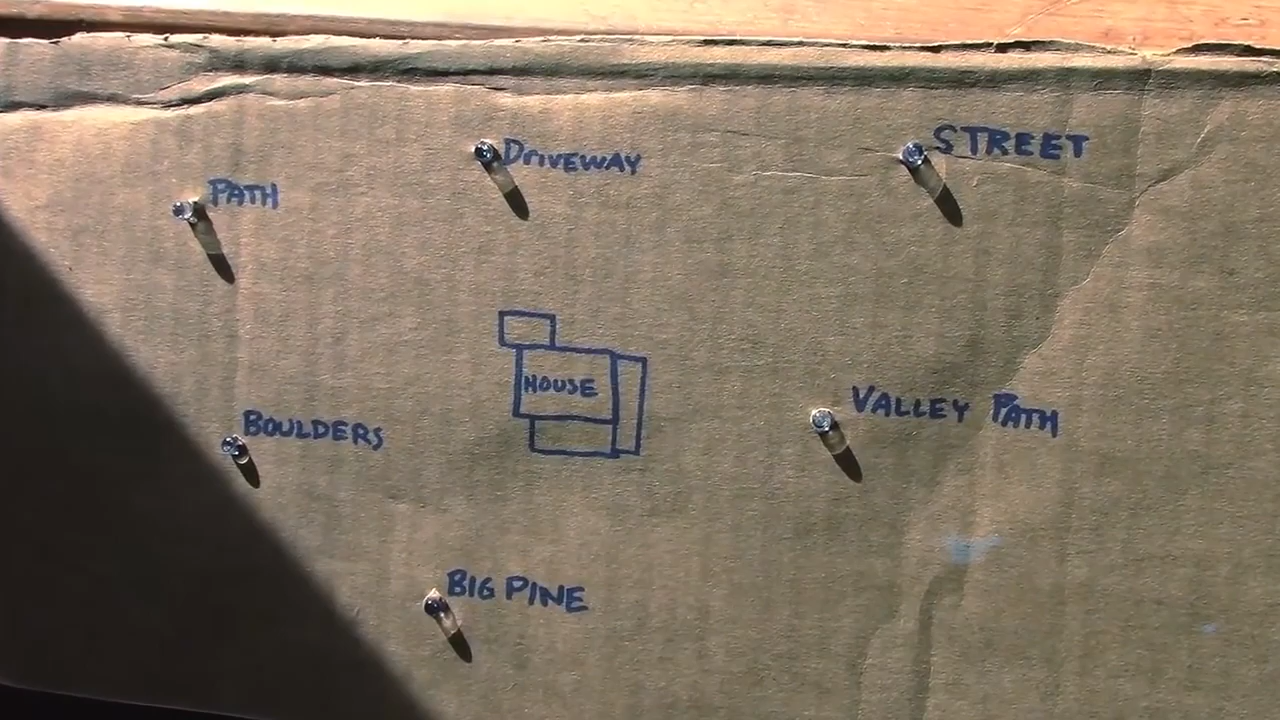 DRIVEWAY
STREET
PATH
HOUSE
VALLEY PATH
BOULDERS
BIG PINE